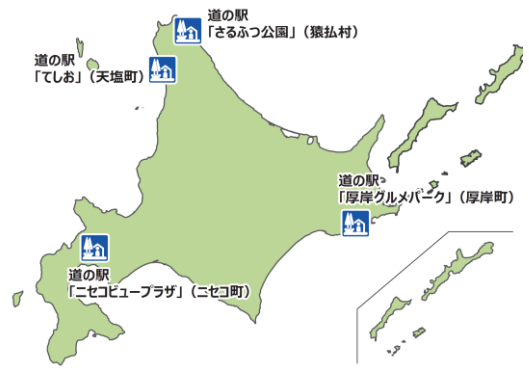 道の駅
「さるふつ公園」（猿払村）
道の駅
「てしお」（天塩町）
道の駅
「厚岸グルメパーク」（厚岸町）
道の駅
「ニセコビュープラザ」（ニセコ町）